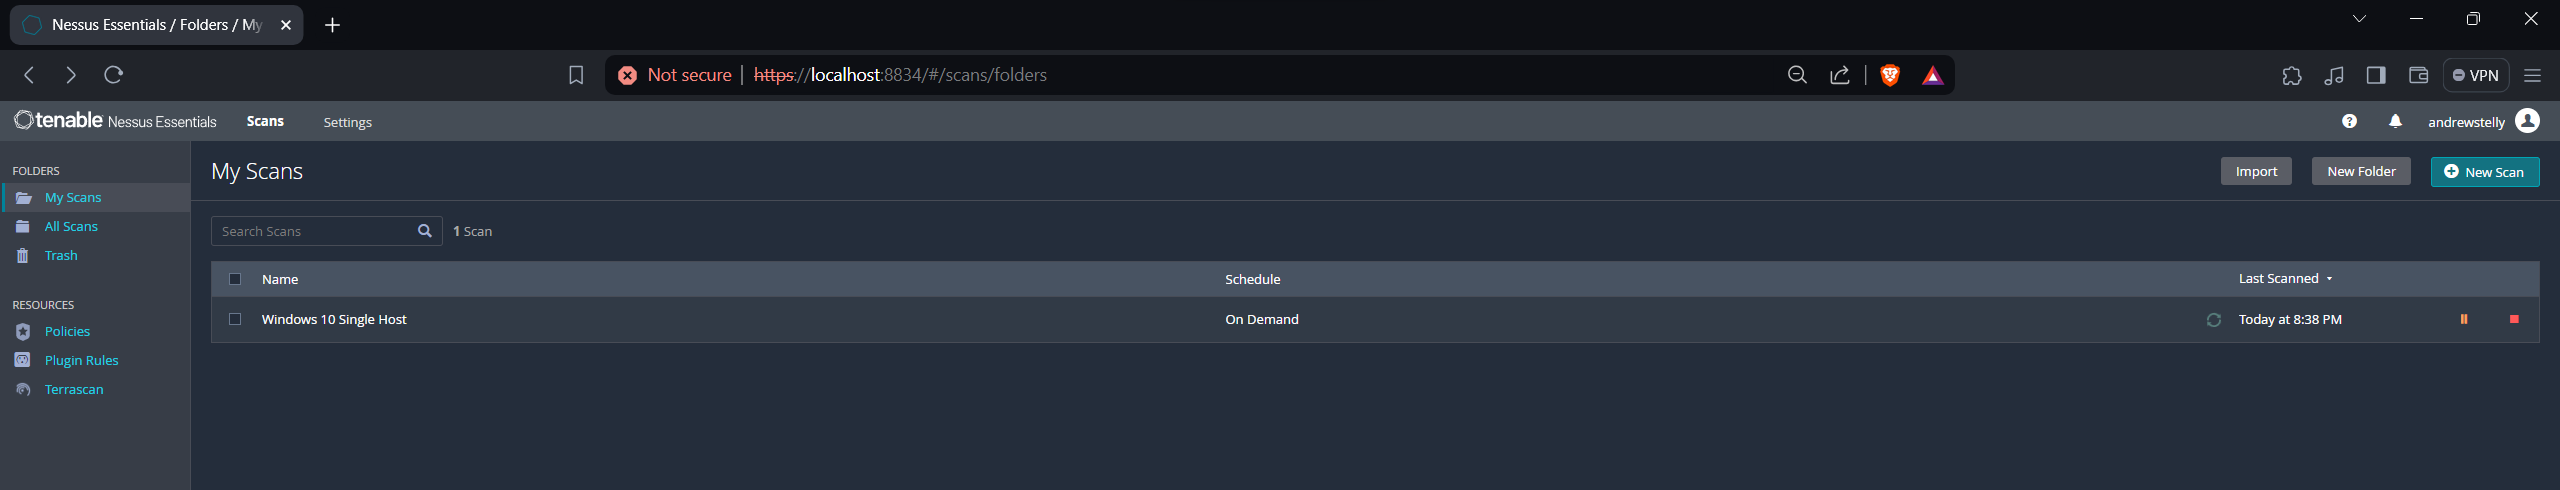 Nessus Essentials / Folders / My
Not secure | https://localhost:8834/#/scans/folders
VPN
tenable Nessus Essentials Scans Settings andrewstelly
FOLDERS
My Scans
All Scans
Trash
RESOURCES
Policies
Plugin Rules
Terrascan
My Scans
Import New Folder New Scan
Search Scans 1 Scan
Name Schedule Last Scanned
Windows 10 Single Host On Demand Today at 8:38 PM